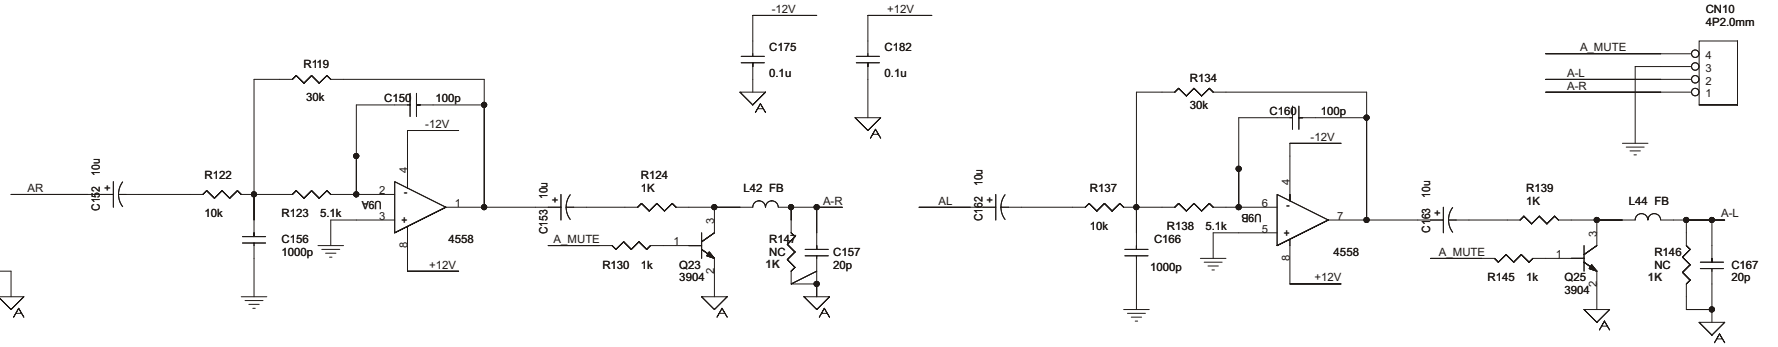 -12V
C175
0.1u
A
+12V
C182
0.1u
A
CN10
4P2.0mm
A_MUTE
4
3
A-L
2
A-R
1
R119
30k
C150
100p
-12V
4
AR
C152
10u
+
R122
10k
R123
5.1k
C156
1000p
2
-
U9A
3
+
1
4558
8
+12V
C153
10u
+
R124
1K
A_MUTE
R130
1k
1
3
2
Q23
3904
A
L42 FB
A-R
R147
NC
1K
C157
20p
A
A
R134
30k
C160
100p
-12V
4
AL
C162
10u
+
R137
10k
R138
5.1k
C166
1000p
6
-
U9B
5
+
7
4558
8
+12V
C163
10u
+
R139
1K
A_MUTE
R145
1k
1
3
2
Q25
3904
A
L44 FB
A-L
R146
NC
1K
C167
20p
A